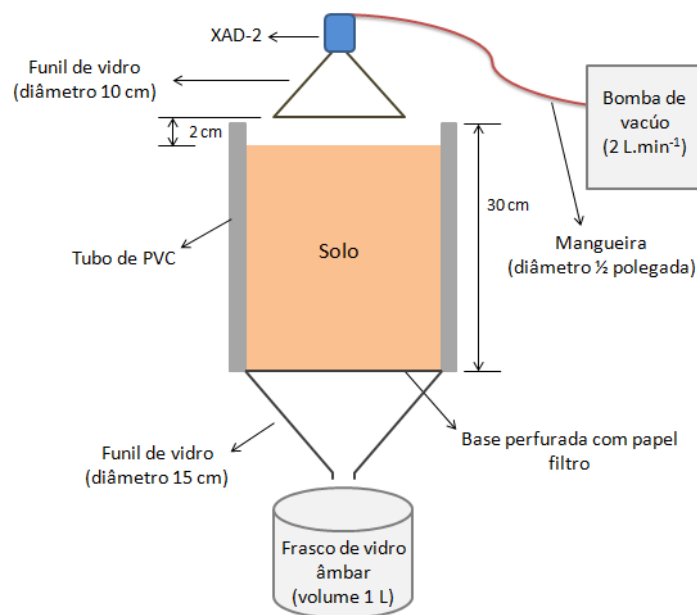 XAD-2
Funil de vidro
(diâmetro 10 cm)
2 cm
Bomba de
vacúo
(2 L.min⁻¹)
30 cm
Tubo de PVC
Solo
Mangueira
(diâmetro ½ polegada)
Funil de vidro
(diâmetro 15 cm)
Base perfurada com papel
filtro
Frasco de vidro
âmbar
(volume 1 L)